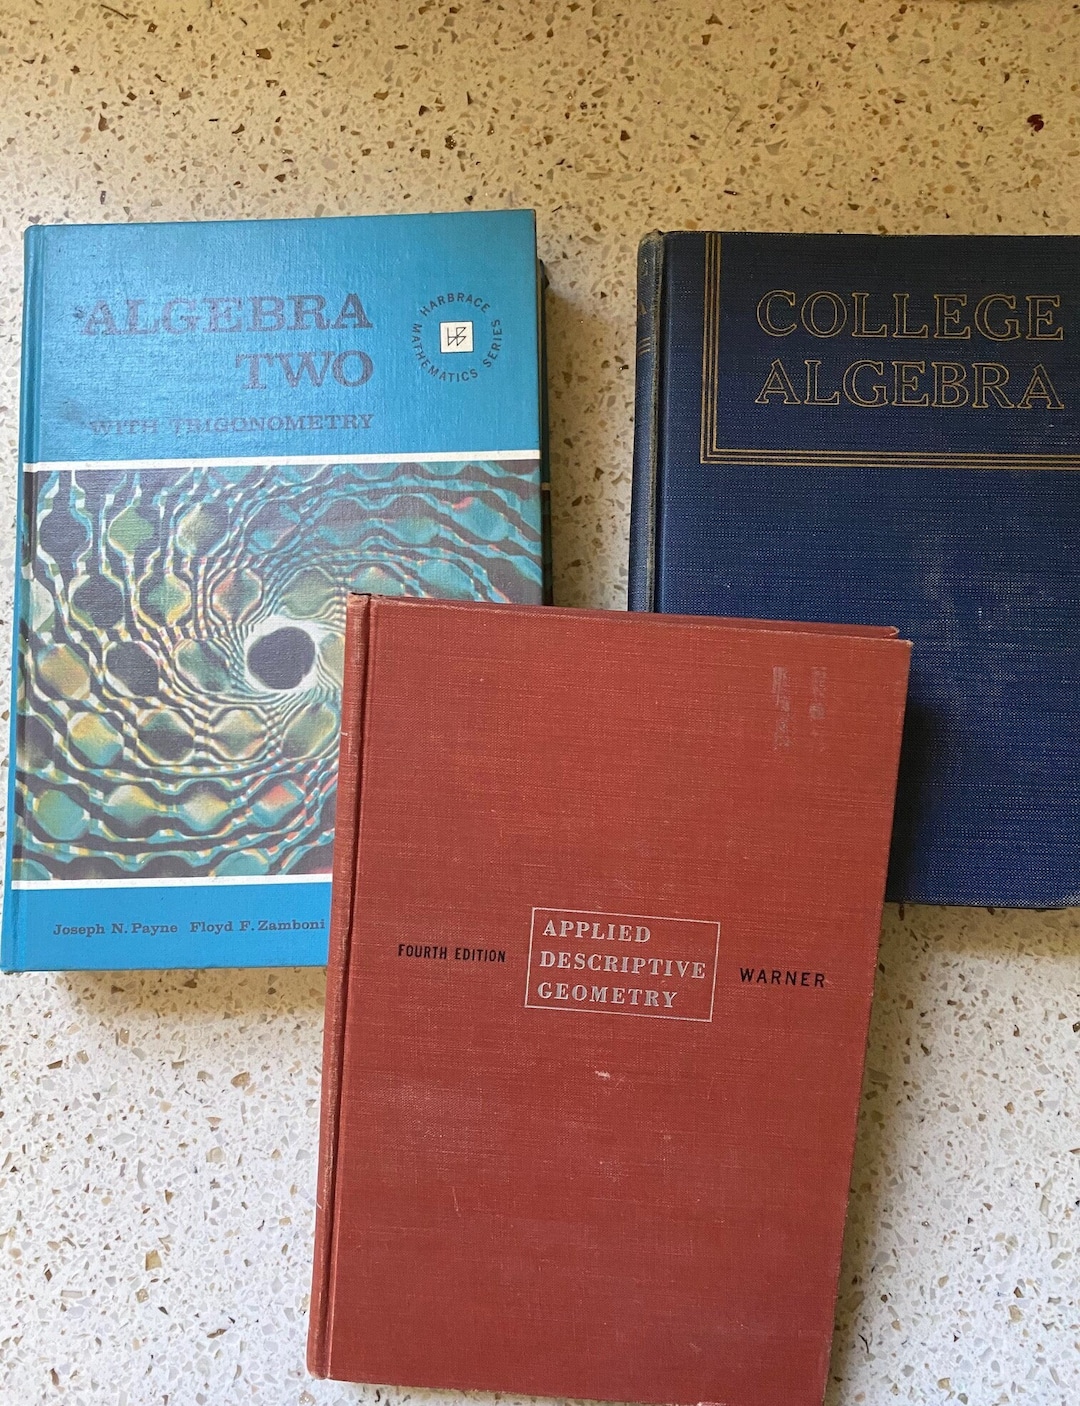 ALGEBRA
TWO
WITH TRIGONOMETRY
HARBRACE
MATHEMATICS SERIES
HB
Joseph N. Payne Floyd F. Zamboni
COLLEGE
ALGEBRA
FOURTH EDITION
APPLIED
DESCRIPTIVE
GEOMETRY
WARNER